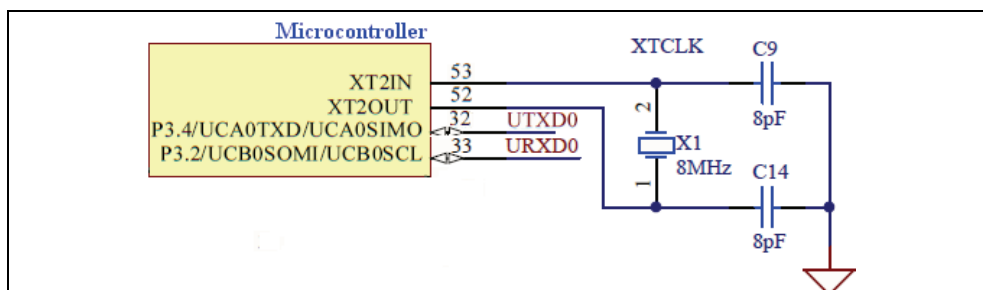 Microcontroller
XTCLK
C9
XT2IN 53
XT2OUT 52
P3.4/UCA0TXD/UCA0SIMO 32 UTXD0
P3.2/UCB0SOMI/UCB0SCL 33 URXD0
2
8pF
X1
8MHz
1
C14
8pF